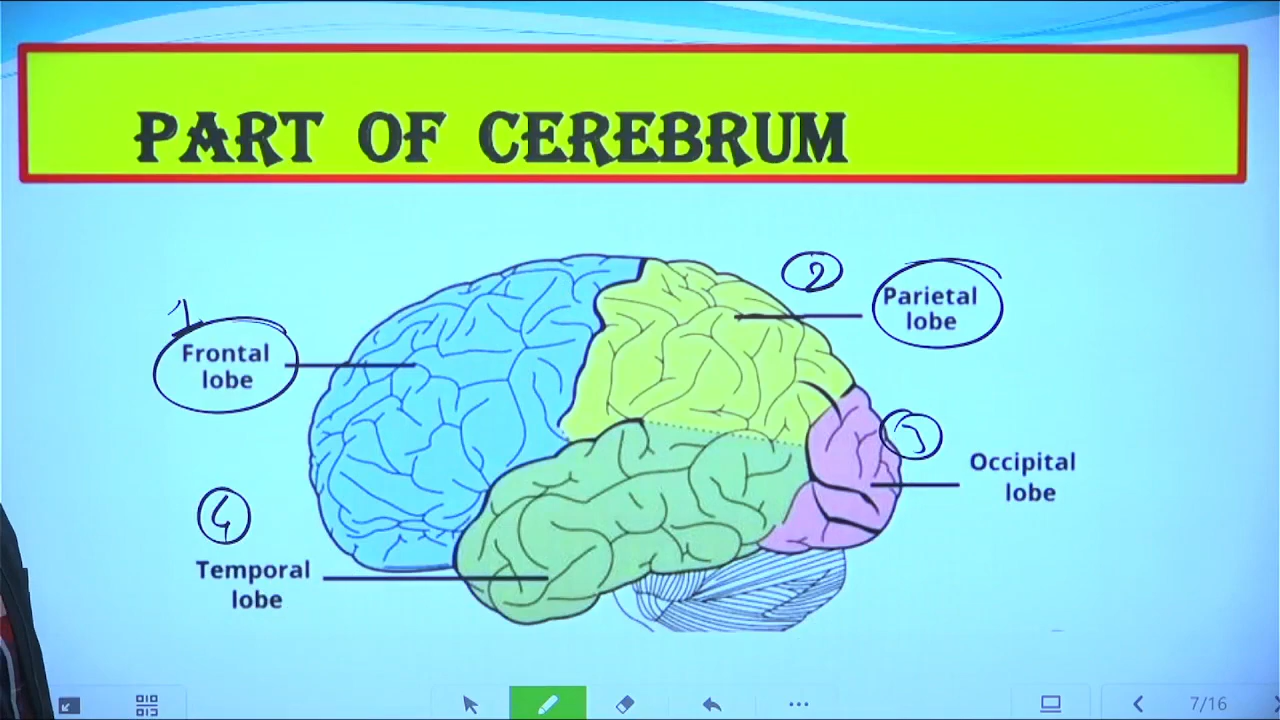 PART OF CEREBRUM
2
Parietal
lobe
1
Frontal
lobe
3
Occipital
lobe
4
Temporal
lobe
7/16